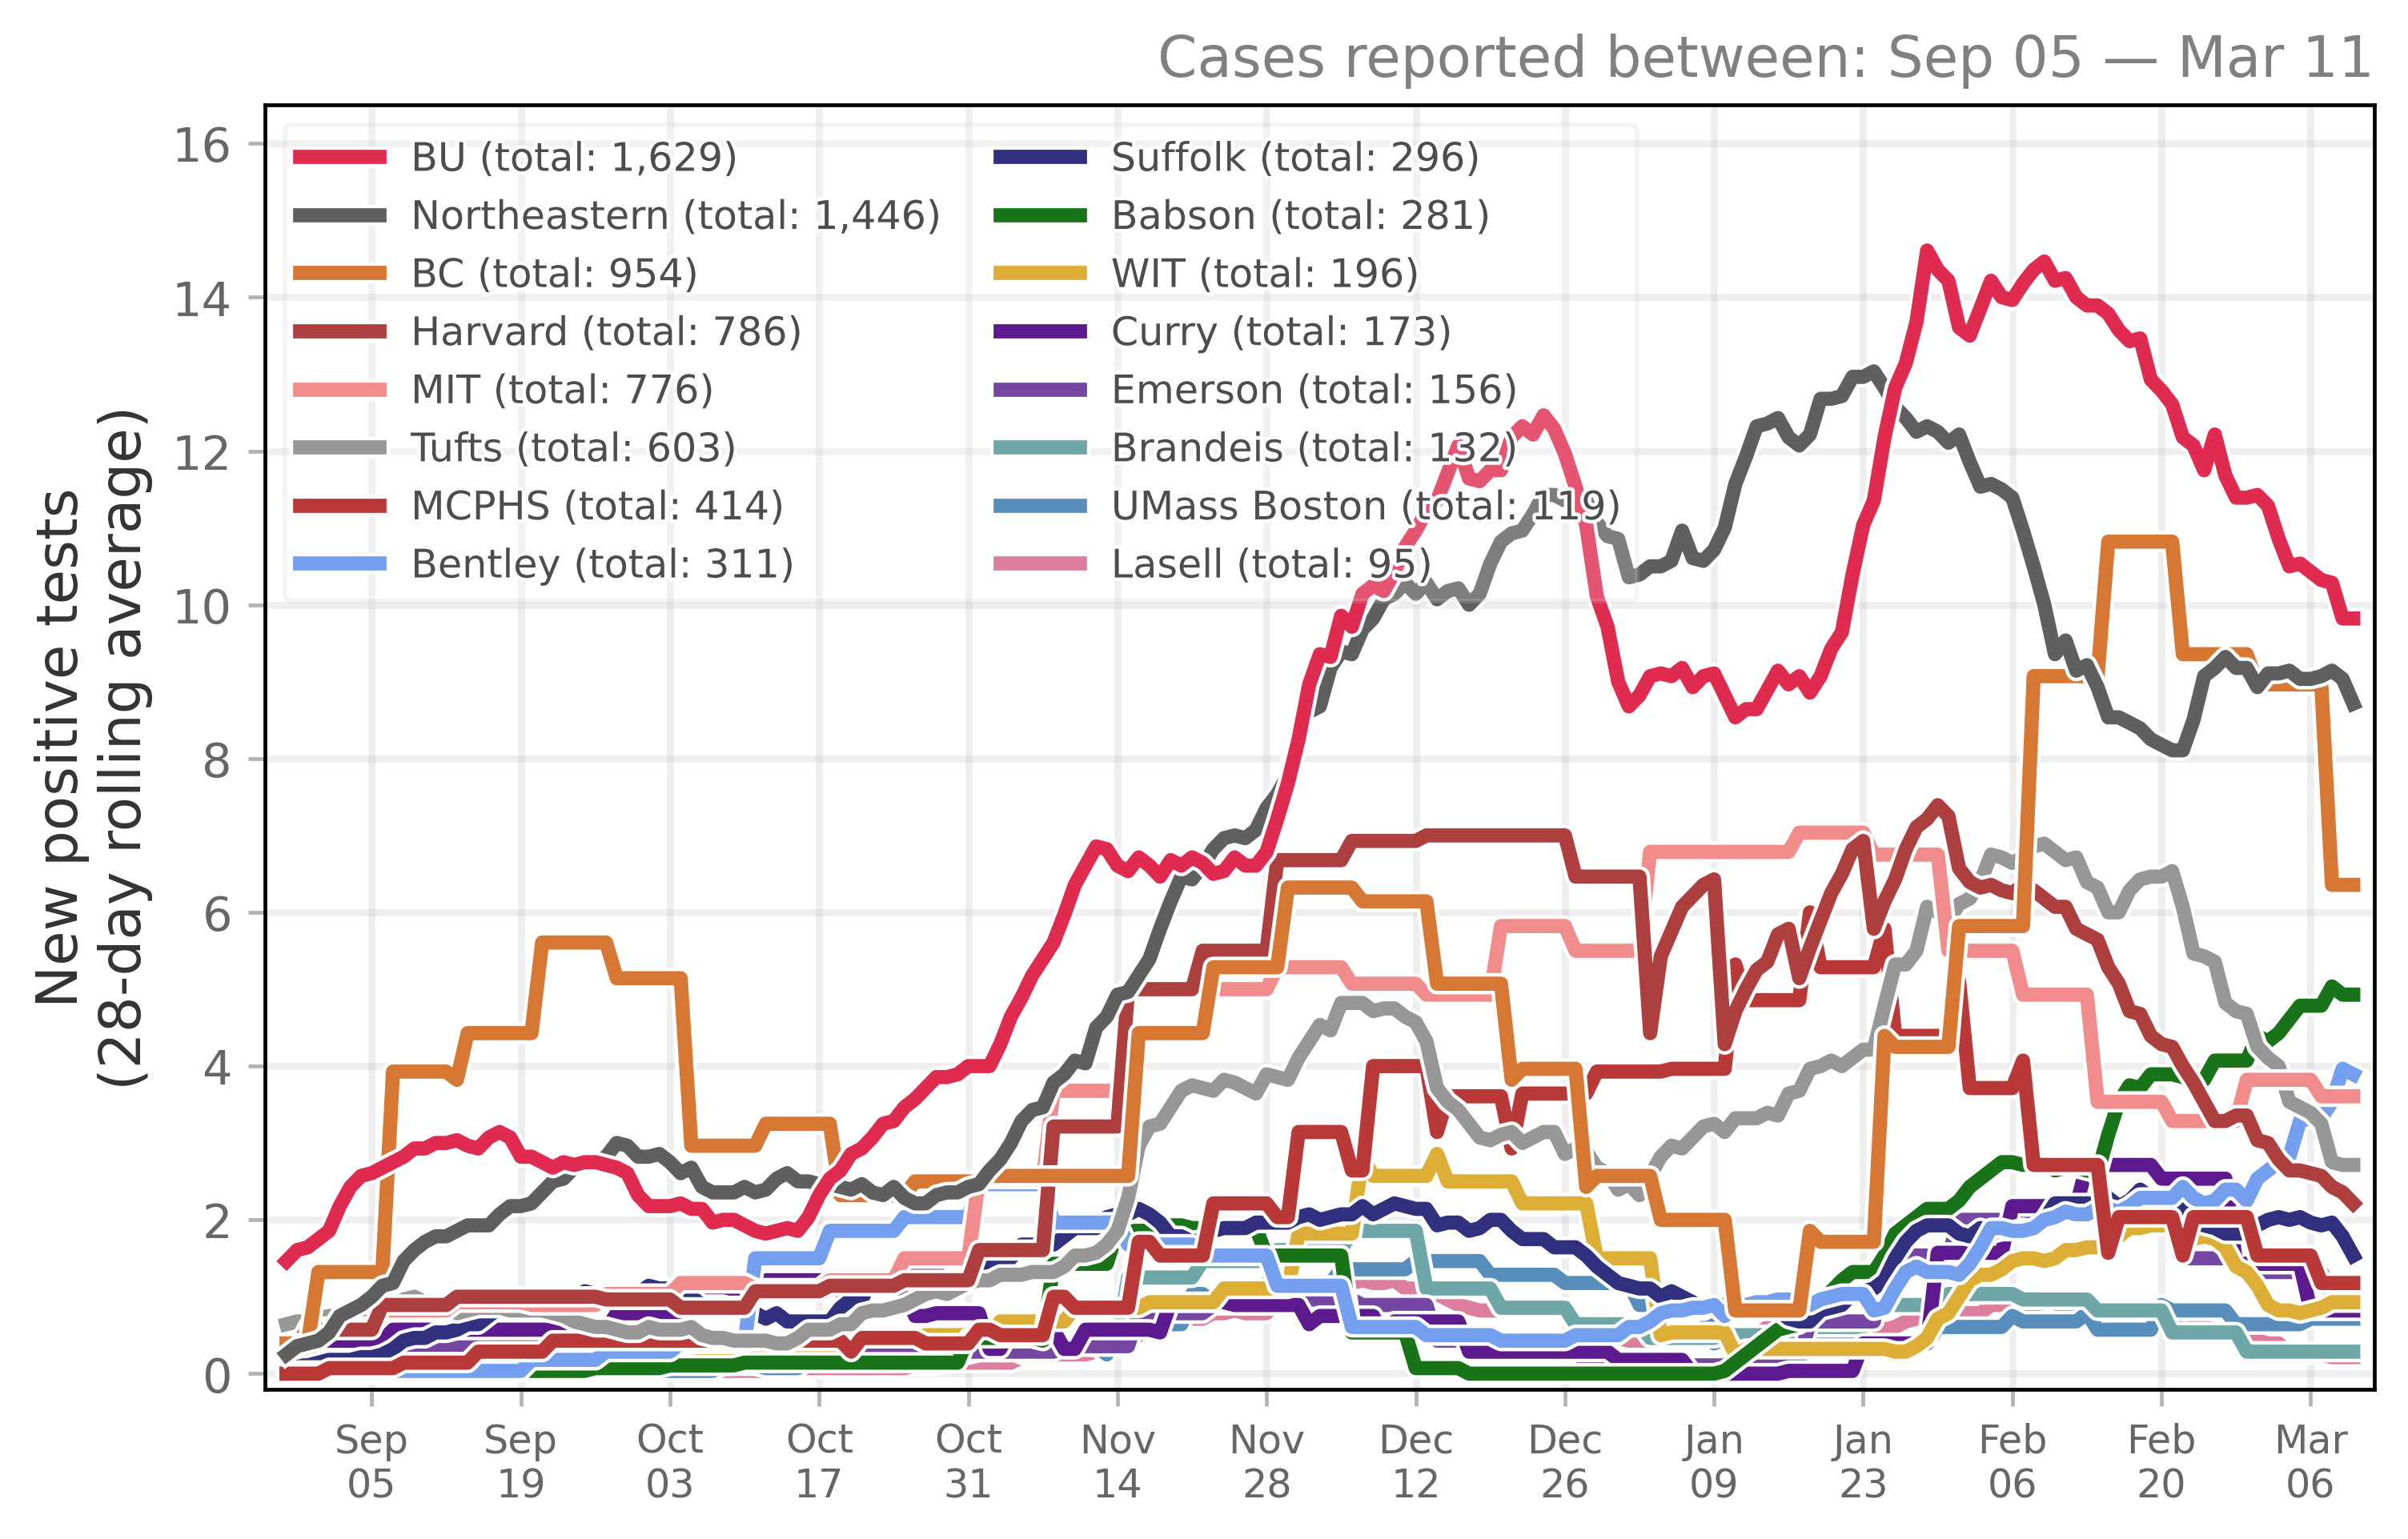 Cases reported between: Sep 05 — Mar 11
New positive tests
(28-day rolling average)
16
14
12
10
8
6
4
2
0
BU (total: 1,629)
Northeastern (total: 1,446)
BC (total: 954)
Harvard (total: 786)
MIT (total: 776)
Tufts (total: 603)
MCPHS (total: 414)
Bentley (total: 311)
Suffolk (total: 296)
Babson (total: 281)
WIT (total: 196)
Curry (total: 173)
Emerson (total: 156)
Brandeis (total: 132)
UMass Boston (total: 119)
Lasell (total: 95)
Sep
05
Sep
19
Oct
03
Oct
17
Oct
31
Nov
14
Nov
28
Dec
12
Dec
26
Jan
09
Jan
23
Feb
06
Feb
20
Mar
06